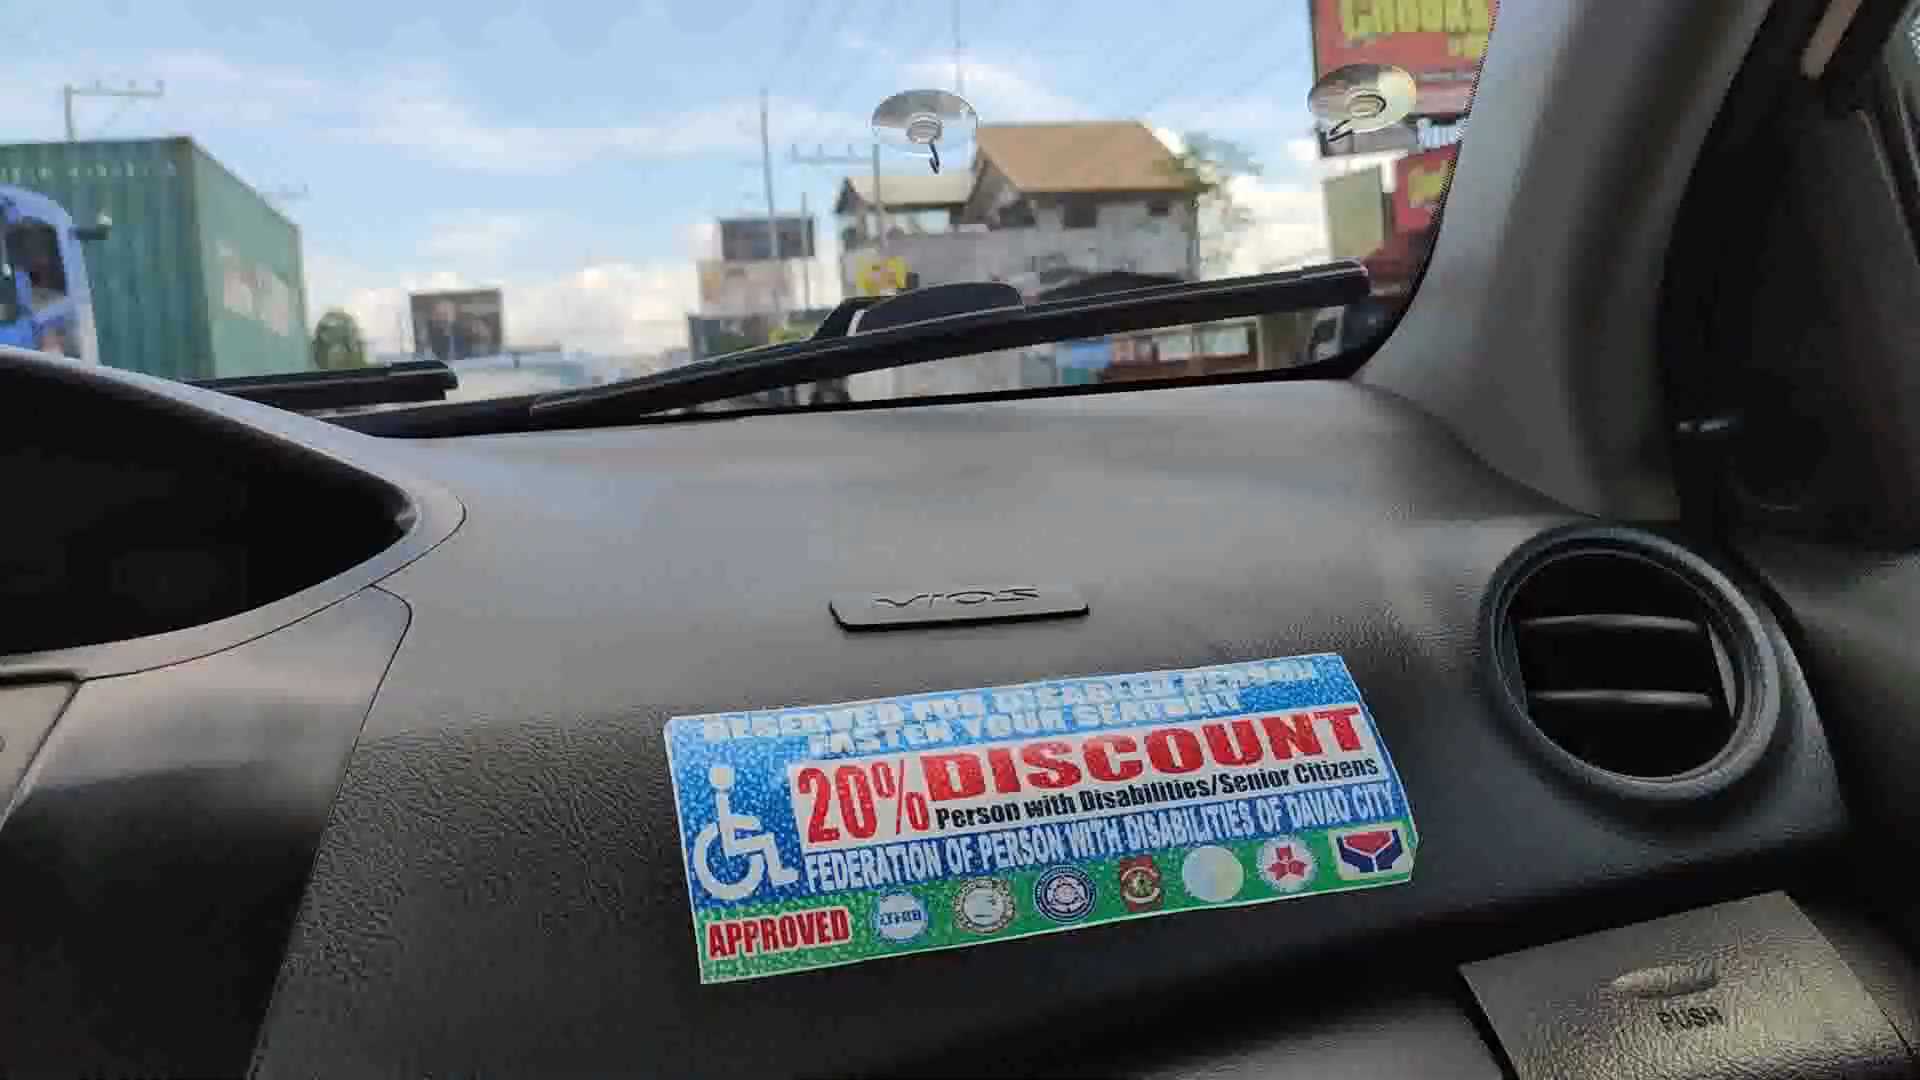 VIOS
RESERVED FOR DISABLED PERSON
FASTEN YOUR SEATBELT
20% DISCOUNT
Person with Disabilities/Senior Citizens
FEDERATION OF PERSON WITH DISABILITIES OF DAVAO CITY
APPROVED
PUSH